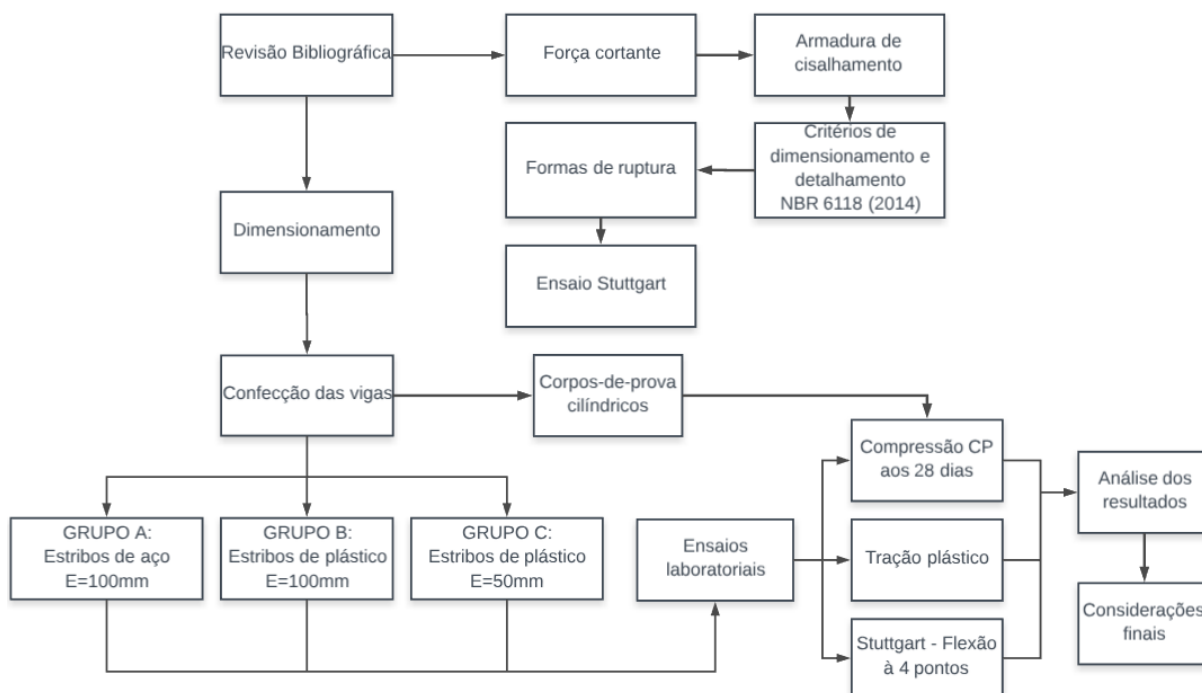 Revisão Bibliográfica
Força cortante
Armadura de
cisalhamento
Formas de ruptura
Critérios de
dimensionamento e
detalhamento
NBR 6118 (2014)
Dimensionamento
Ensaio Stuttgart
Confecção das vigas
Corpos-de-prova
cilíndricos
Compressão CP
aos 28 dias
Análise dos
resultados
GRUPO A:
Estribos de aço
E=100mm
GRUPO B:
Estribos de plástico
E=100mm
GRUPO C:
Estribos de plástico
E=50mm
Ensaios
laboratoriais
Tração plástico
Considerações
finais
Stuttgart - Flexão
à 4 pontos